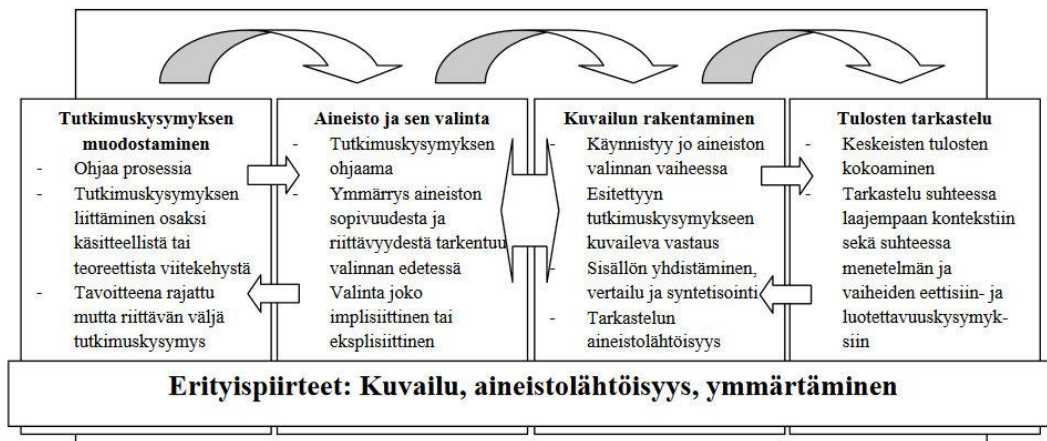 Tutkimuskysymyksen
muodostaminen
- Ohjaa prosessia
- Tutkimuskysymyksen
liittäminen osaksi
käsitteellistä tai
teoreettista viitekehystä
- Tavoitteena rajattu
mutta riittävän väljä
tutkimuskysymys
Aineisto ja sen valinta
- Tutkimuskysymyksen
ohjaama
- Ymmärrys aineiston
sopivuudesta ja
riittävyydestä tarkentuu
valinnan edetessä
- Valinta joko
implisiittinen tai
eksplisiittinen
Kuvailun rakentaminen
- Käynnistyy jo aineiston
valinnan vaiheessa
- Esitettyyn
tutkimuskysymykseen
kuvaileva vastaus
- Sisällön yhdistäminen,
vertailu ja syntetisointi
- Tarkastelun
aineistolähtöisyys
Tulosten tarkastelu
- Keskeisten tulosten
kokoaminen
- Tarkastelu suhteessa
laajempaan kontekstiin
sekä suhteessa
menetelmän ja
vaiheiden eettisiin- ja
luotettavuuskysymyk-
siin
Erityispiirteet: Kuvailu, aineistolähtöisyys, ymmärtäminen